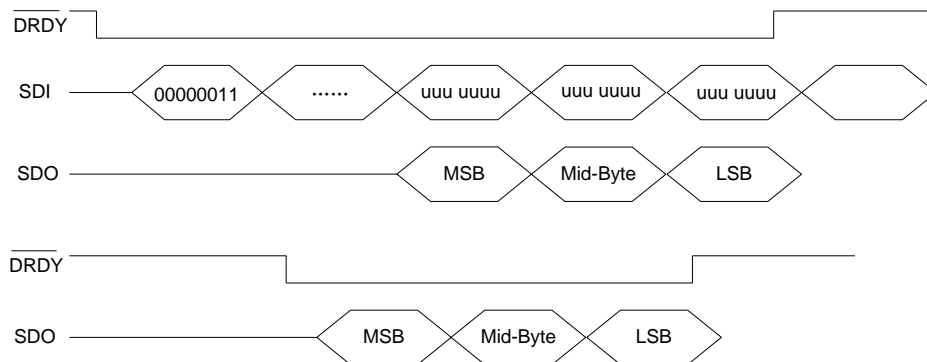 DRDY
SDI 00000011 ...... uuu uuuu uuu uuuu uuu uuuu
SDO MSB Mid-Byte LSB
DRDY
SDO MSB Mid-Byte LSB